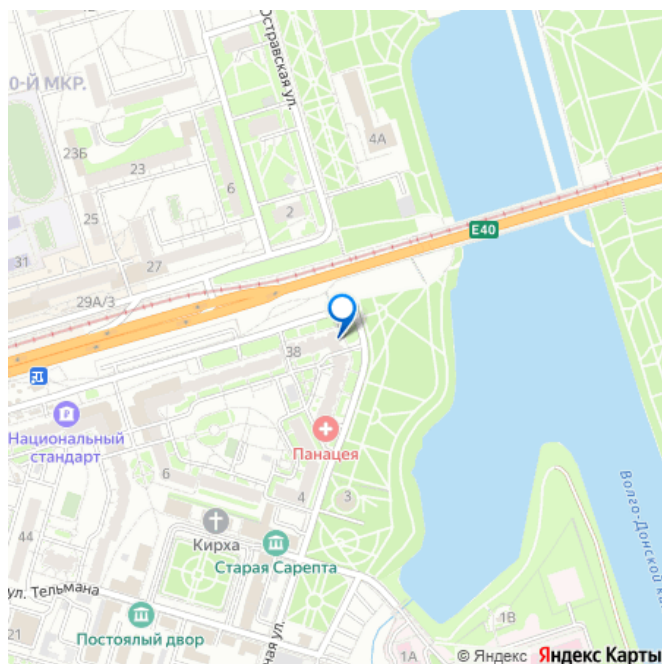 Остравская ул.
0-Й МКР.
4А
23Б
23
6
25
2
E40
31
27
29А/3
38
Национальный
стандарт
Панацея
6
4
3
44
Кирха
Старая Сарепта
Волго-Донской ка
ул. Тельмана
1В
21
Постоялый двор
ная ул.
1А
© Яндекс Яндекс Карты